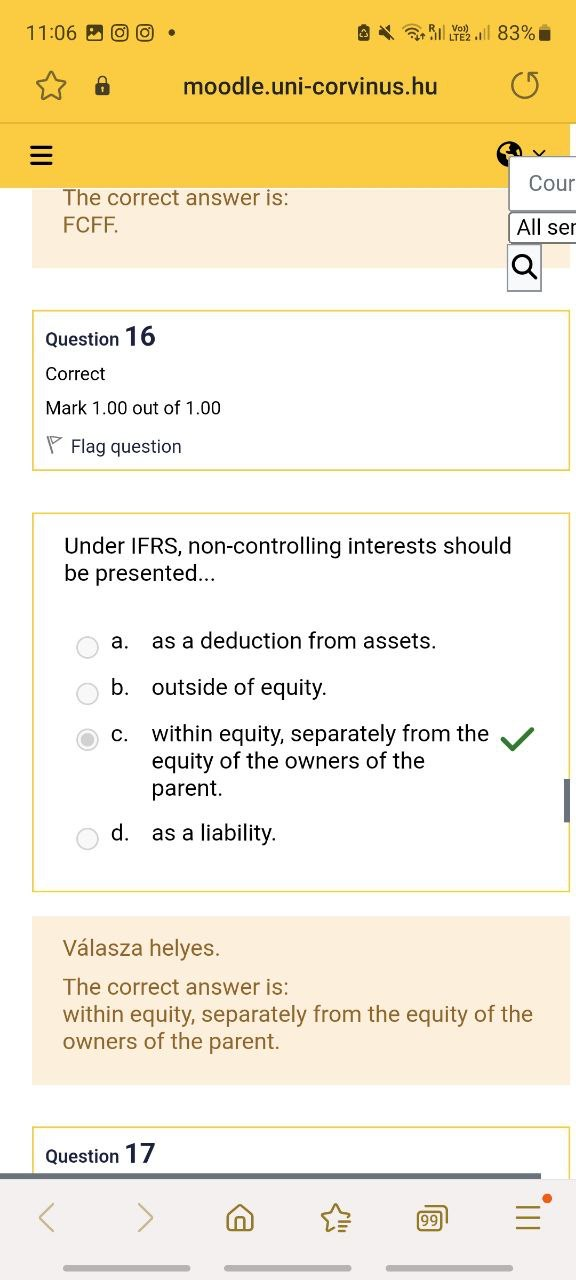 11:06
R
Vo))
LTE2
83%
moodle.uni-corvinus.hu
Cour
The correct answer is:
FCFF.
All ser
Question 16
Correct
Mark 1.00 out of 1.00
Flag question
Under IFRS, non-controlling interests should
be presented...
a. as a deduction from assets.
b. outside of equity.
c. within equity, separately from the
equity of the owners of the
parent.
d. as a liability.
Válasza helyes.
The correct answer is:
within equity, separately from the equity of the
owners of the parent.
Question 17
99